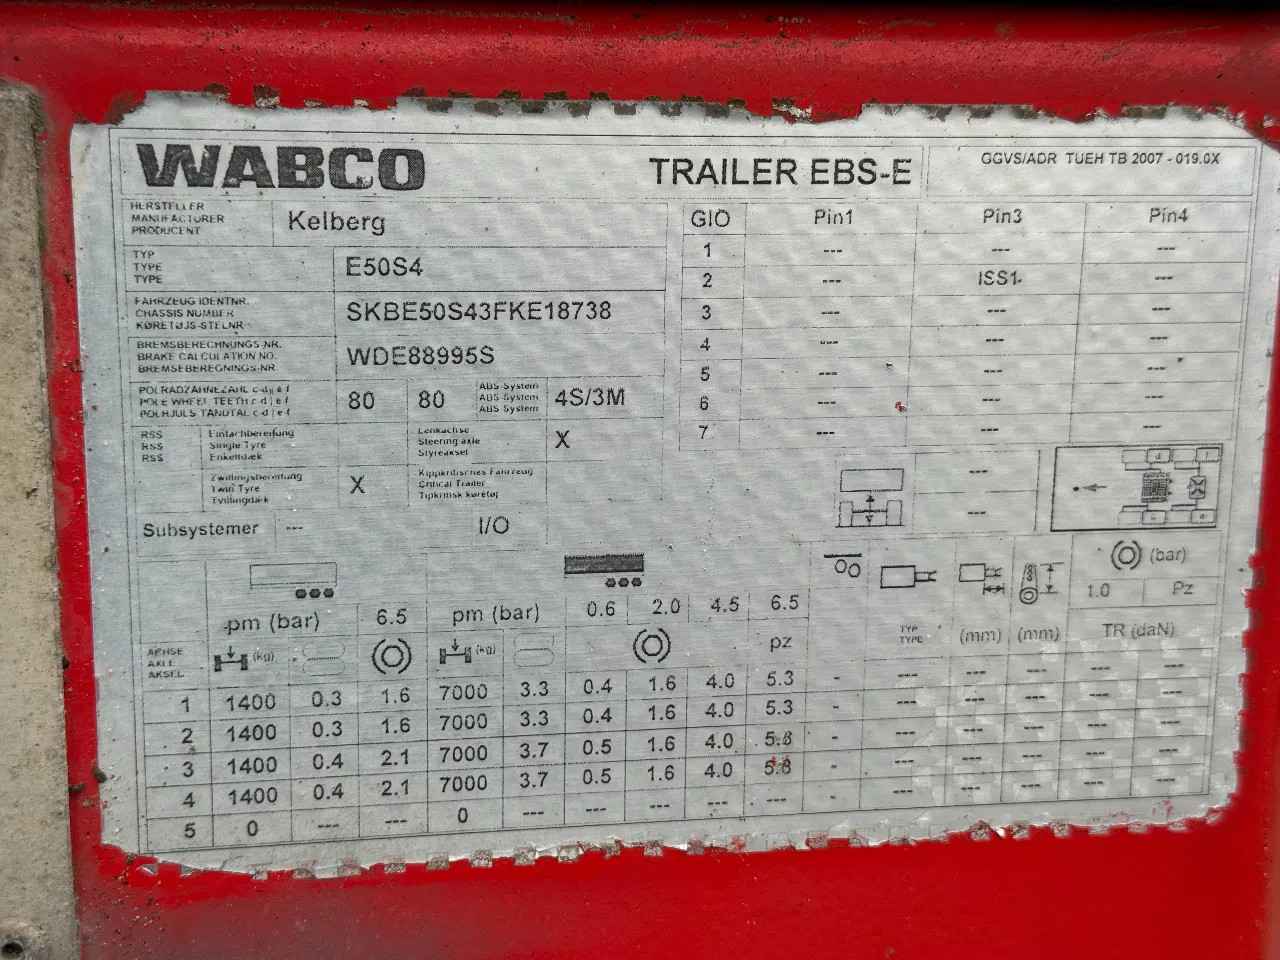 WABCO TRAILER EBS-E GGVS/ADR TUEH TB 2007 - 019.0X
HERSTELLER
MANUFACTURER
PRODUCENT
Kelberg
TYP
TYPE
TYPE
E50S4
FAHRZEUG IDENTNR.
CHASSIS NUMBER
KØRETØJS-STELNR
SKBE50S43FKE18738
BREMSBERECHNUNGS-NR.
BRAKE CALCULATION NO.
BREMSEBEREGNINGS-NR
WDE88995S
POLRADZÄHNEZAHL c-d | e-f
POLE WHEEL TEETH c-d | e-f
POLHJULS TANDTAL c-d | e-f
80 80
ABS-System
ABS-System
ABS-System
4S/3M
RSS
RSS
RSS
Einfachbereifung
Single Tyre
Enkeltdæk
Lenkachse
Steering axle
Styreaksel
X
Zwillingsbereifung
Twin Tyre
Tvillingdæk
X
Kippkritisches Fahrzeug
Critical Trailer
Tipkritisk køretøj
Subsystemer --- I/O
GIO Pin1 Pin3 Pin4
1 --- --- ---
2 --- ISS1 ---
3 --- --- ---
4 --- --- ---
5 --- --- ---
6 --- --- ---
7 --- --- ---
---
---
pm (bar) 6.5 pm (bar) 0.6 2.0 4.5 6.5
(bar)
1.0 Pz
ACHSE
AXLE
AKSEL
(kg) (kg) pz
TYP
TYPE
(mm) (mm) TR (daN)
1 1400 0.3 1.6 7000 3.3 0.4 1.6 4.0 5.3 - --- --- --- --- ---
2 1400 0.3 1.6 7000 3.3 0.4 1.6 4.0 5.3 - --- --- --- --- ---
3 1400 0.4 2.1 7000 3.7 0.5 1.6 4.0 5.8 - --- --- --- --- ---
4 1400 0.4 2.1 7000 3.7 0.5 1.6 4.0 5.8 - --- --- --- --- ---
5 0 --- --- 0 --- --- --- --- --- - --- --- --- --- ---